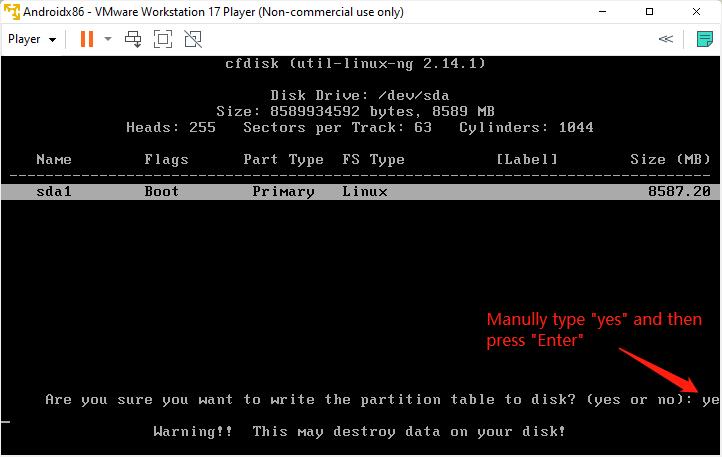 Androidx86 - VMware Workstation 17 Player (Non-commercial use only)
Player
cfdisk (util-linux-ng 2.14.1)
Disk Drive: /dev/sda
Size: 8589934592 bytes, 8589 MB
Heads: 255 Sectors per Track: 63 Cylinders: 1044
Name Flags Part Type FS Type [Label] Size (MB)
sda1 Boot Primary Linux 8587.20
Manully type "yes" and then
press "Enter"
Are you sure you want to write the partition table to disk? (yes or no): ye
Warning!! This may destroy data on your disk!